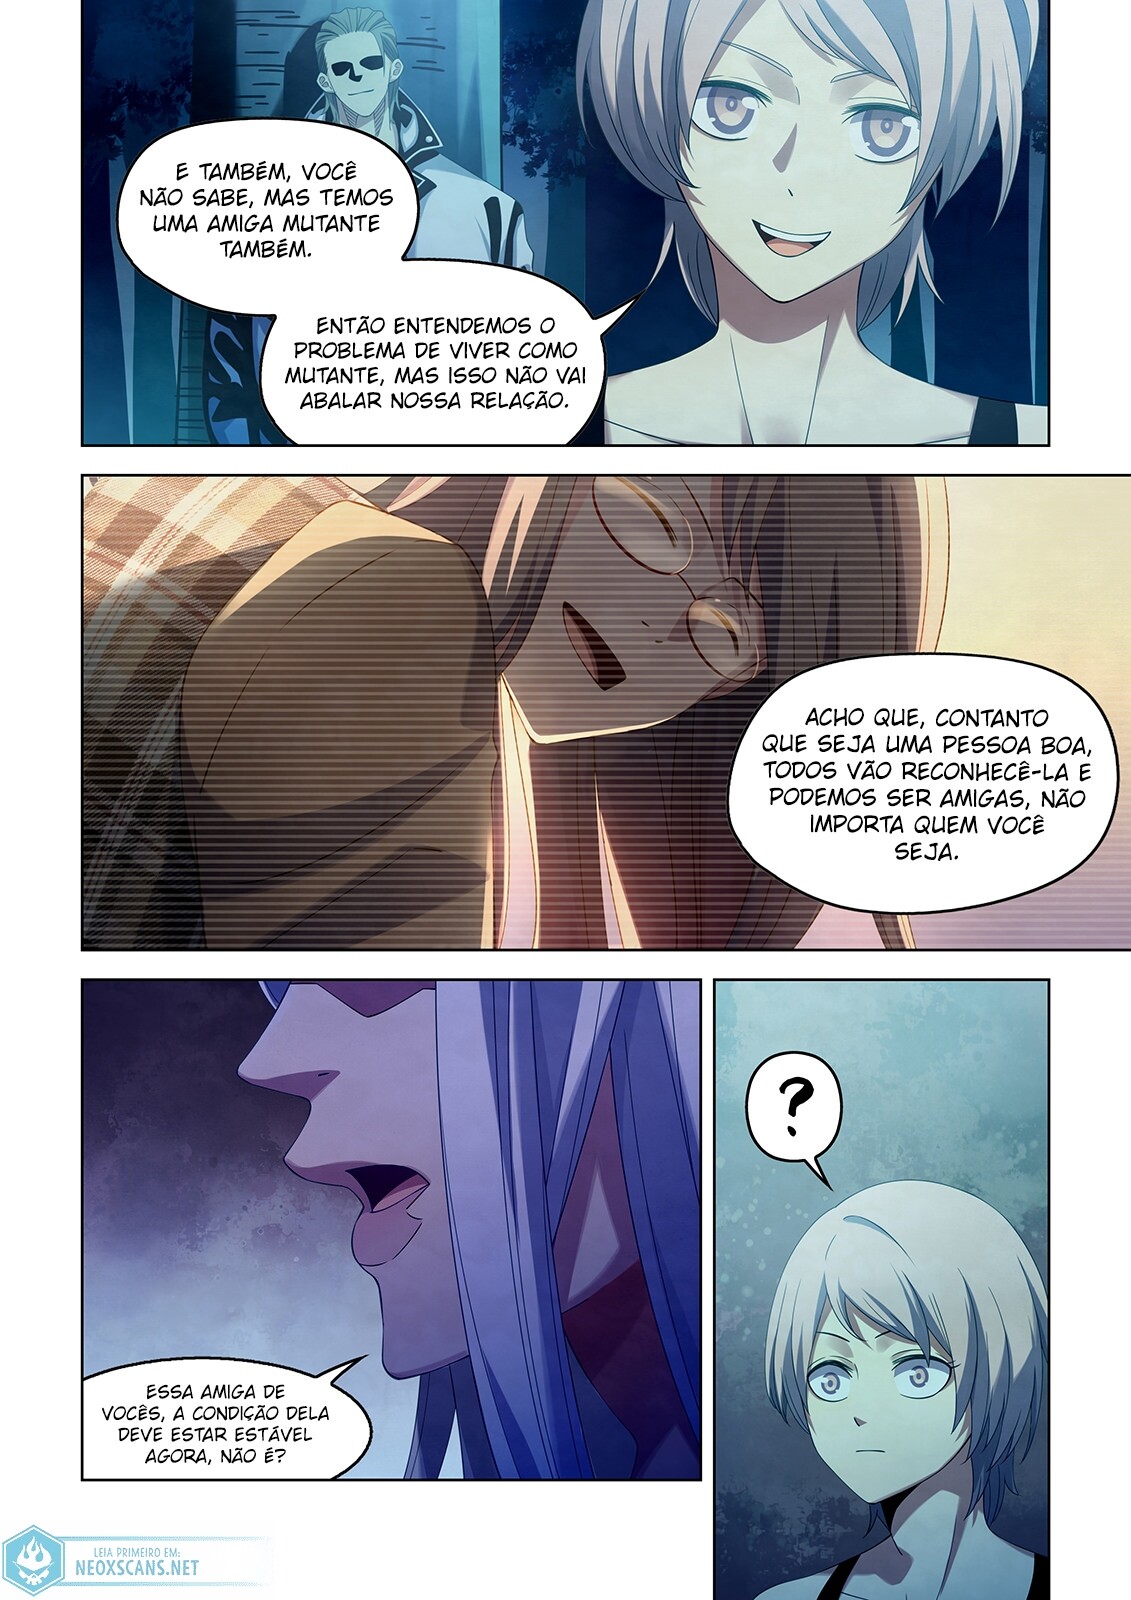 E TAMBÉM, VOCÊ
NÃO SABE, MAS TEMOS
UMA AMIGA MUTANTE
TAMBÉM.
ENTÃO ENTENDEMOS O
PROBLEMA DE VIVER COMO
MUTANTE, MAS ISSO NÃO VAI
ABALAR NOSSA RELAÇÃO.
ACHO QUE, CONTANTO
QUE SEJA UMA PESSOA BOA,
TODOS VÃO RECONHECÊ-LA E
PODEMOS SER AMIGAS, NÃO
IMPORTA QUEM VOCÊ
SEJA.
ESSA AMIGA DE
VOCÊS, A CONDIÇÃO DELA
DEVE ESTAR ESTÁVEL
AGORA, NÃO É?
?
LEIA PRIMEIRO EM:
NEOXSCANS.NET